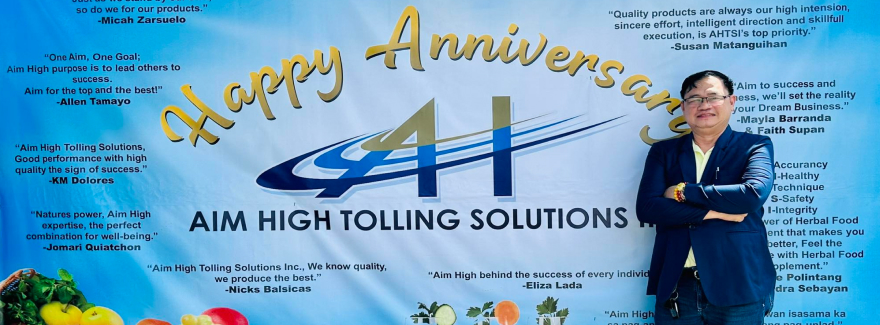 so do we for our products."
-Micah Zarsuelo
"One Aim, One Goal;
Aim High purpose is to lead others to
success.
Aim for the top and the best!"
-Allen Tamayo
"Aim High Tolling Solutions,
Good performance with high
quality the sign of success."
-KM Dolores
"Natures power, Aim High
expertise, the perfect
combination for well-being."
-Jomari Quiatchon
Happy Anniversary
AH
AIM HIGH TOLLING SOLUTIONS
"Aim High Tolling Solutions Inc., We know quality,
we produce the best."
-Nicks Balsicas
"Aim High behind the success of every individ
-Eliza Lada
"Quality products are always our high intension,
sincere effort, intelligent direction and skillfull
execution, is AHTSI's top priority."
-Susan Matanguihan
"Aim to success and
ness, we'll set the reality
your Dream Business."
-Mayla Barranda
& Faith Supan
Accurancy
-Healthy
Technique
S-Safety
I-Integrity
wer of Herbal Food
ent that makes you
better, Feel the
e with Herbal Food
pplement."
e Polintang
dra Sebayan
"Aim High
an isasama ka